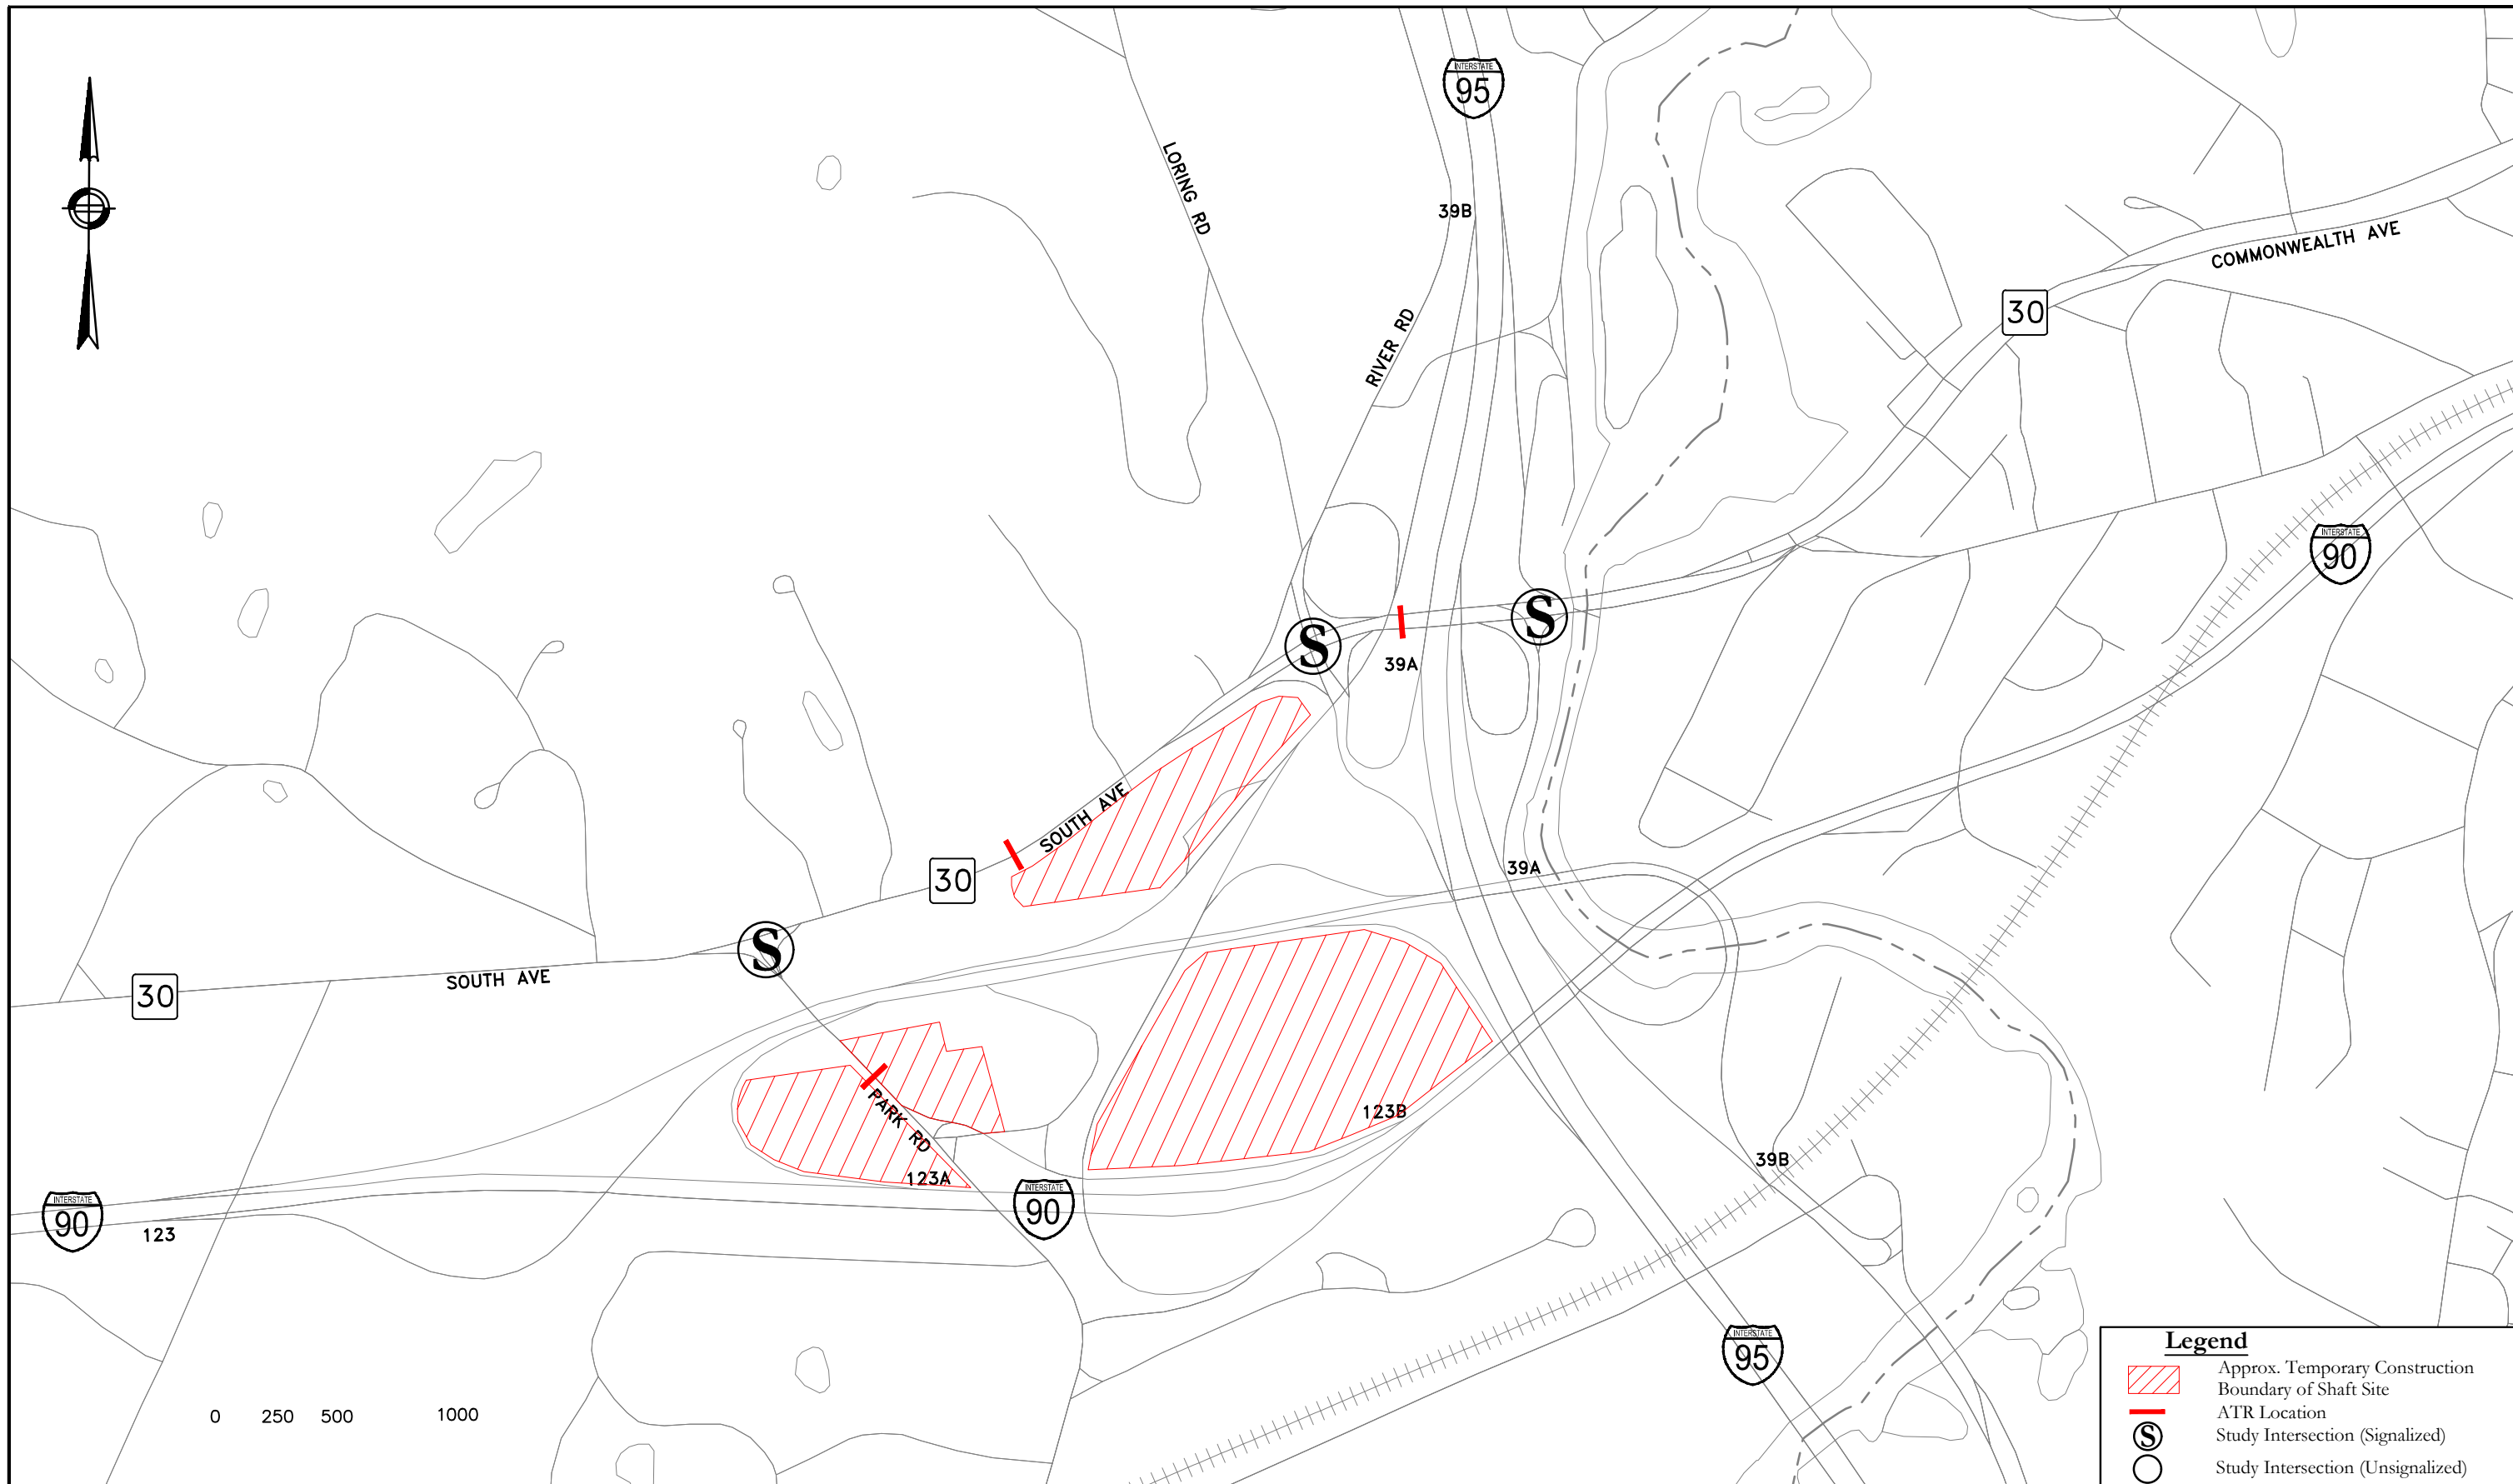 INTERSTATE
95
LORING RD
39B
COMMONWEALTH AVE
30
RIVER RD
INTERSTATE
90
S
S
39A
SOUTH AVE
39A
30
S
SOUTH AVE
30
PARK RD
123B
39B
123A
INTERSTATE
90
INTERSTATE
90
123
INTERSTATE
95
0 250 500 1000
Legend
Approx. Temporary Construction
Boundary of Shaft Site
ATR Location
S Study Intersection (Signalized)
Study Intersection (Unsignalized)